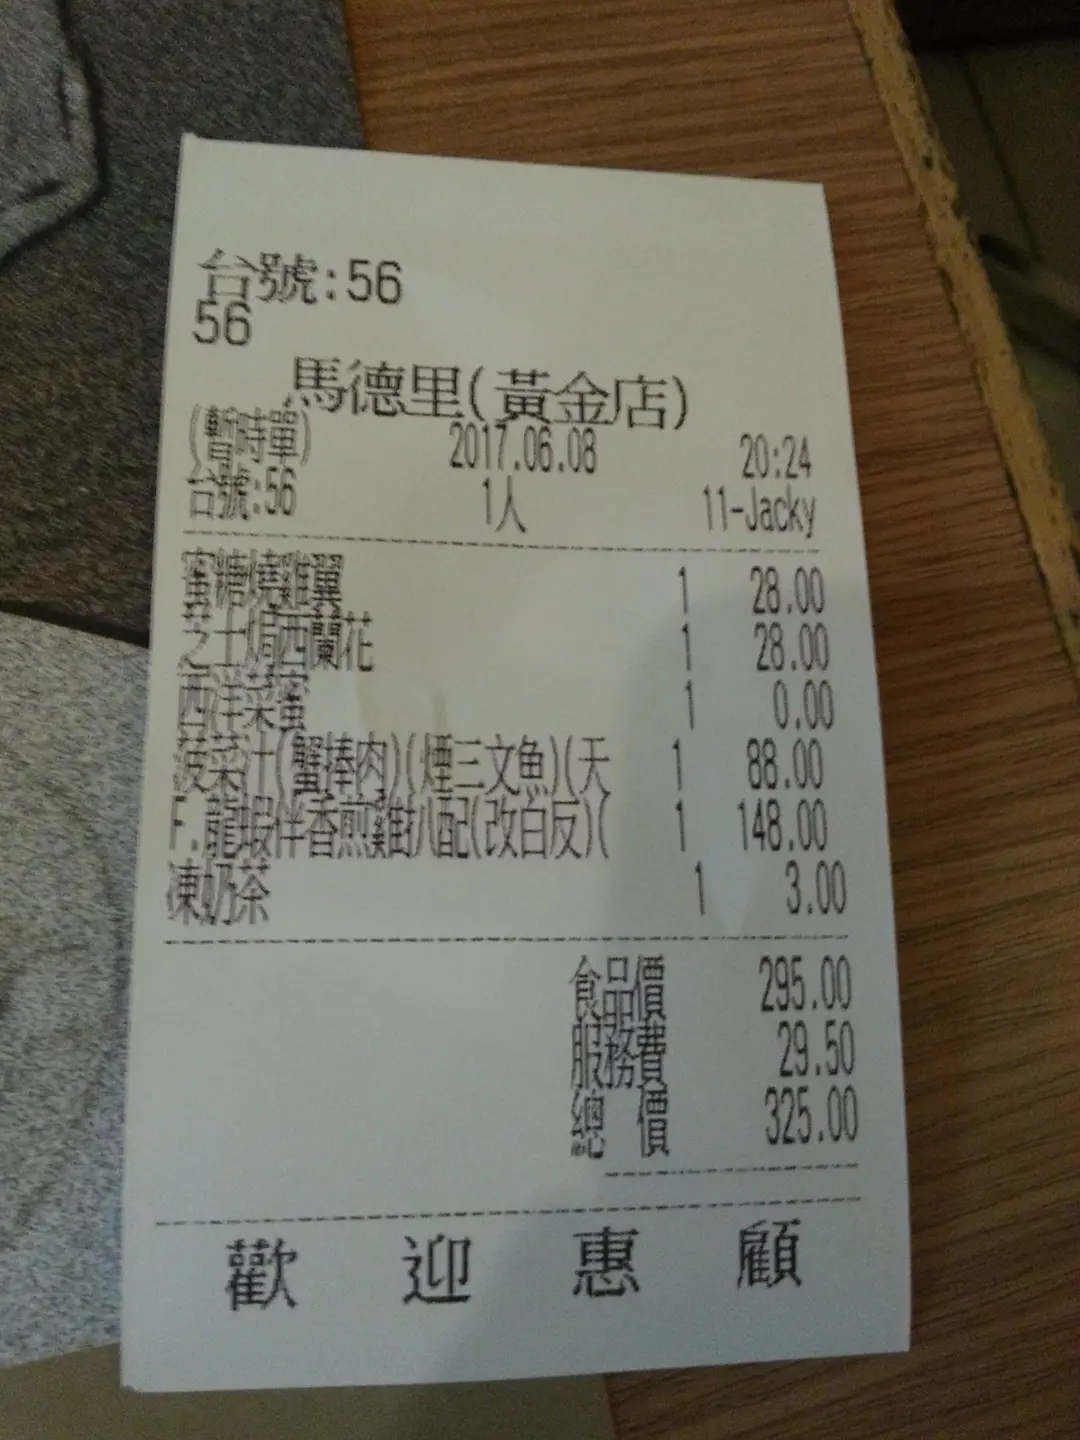 台號:56
56
馬德里(黃金店)
(暫時單) 2017.06.08 20:24
台號:56 1人 11-Jacky
蜜糖燒雞翼 1 28.00
芝士焗西蘭花 1 28.00
西洋菜蜜 1 0.00
菠菜汁(蟹捧肉)(煙三文魚)(天 1 88.00
F.龍蝦伴香煎雞扒配(改白反)( 1 148.00
凍奶茶 1 3.00
食品價 295.00
服務費 29.50
總 價 325.00
歡 迎 惠 顧